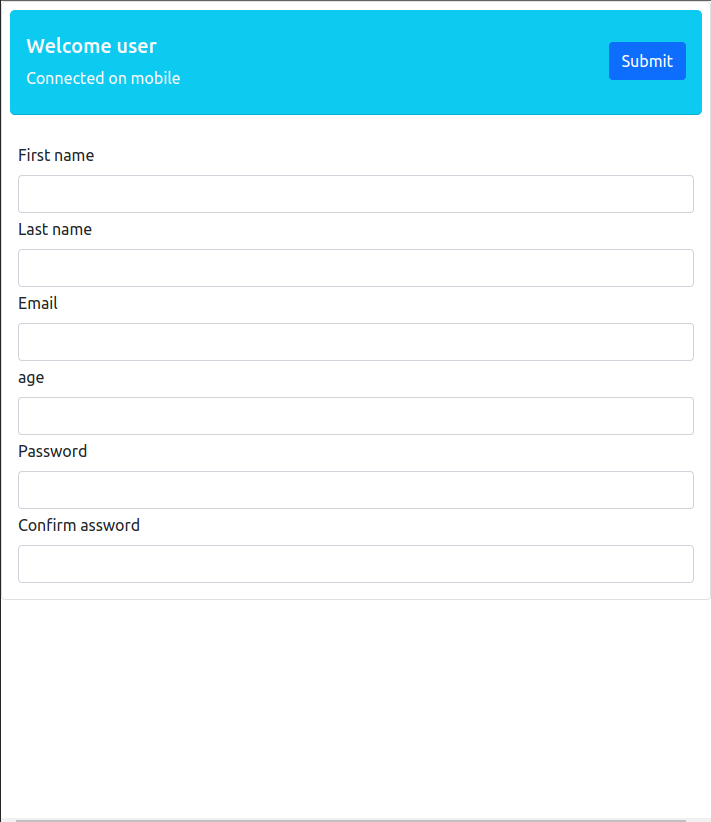 Welcome user
Connected on mobile
Submit
First name
Last name
Email
age
Password
Confirm assword